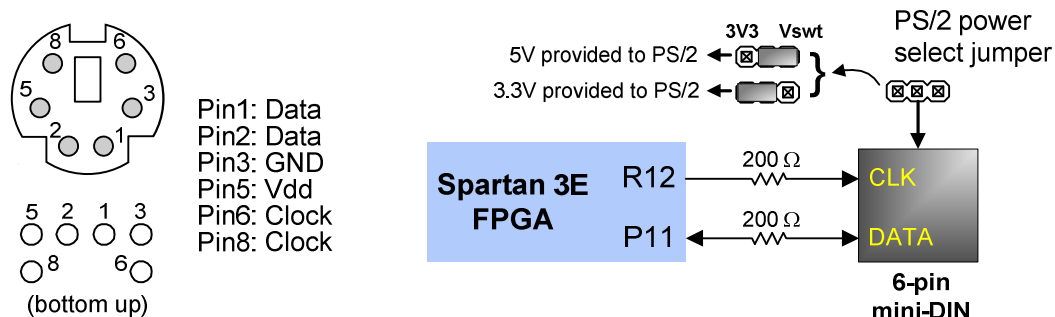 8 6
5 3
2 1
5 2 1 3
8 6
(bottom up)
Pin1: Data
Pin2: Data
Pin3: GND
Pin5: Vdd
Pin6: Clock
Pin8: Clock
3V3 Vswt
5V provided to PS/2
3.3V provided to PS/2
}
PS/2 power
select jumper
Spartan 3E
FPGA
R12
P11
200 Ω
200 Ω
CLK
DATA
6-pin
mini-DIN